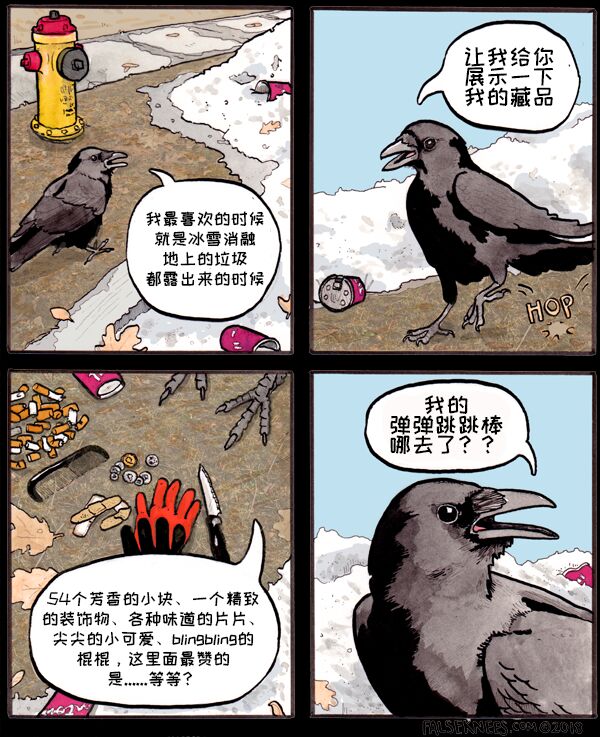 我最喜欢的时候
就是冰雪消融
地上的垃圾
都露出来的时候
让我给你
展示一下
我的藏品
HOP
54个芳香的小块、一个精致
的装饰物、各种味道的片片、
尖尖的小可爱、blingbling的
棍棍，这里面最赞的
是......等等？
我的
弹弹跳跳棒
哪去了？？
FALSEKNEES.COM ©2018